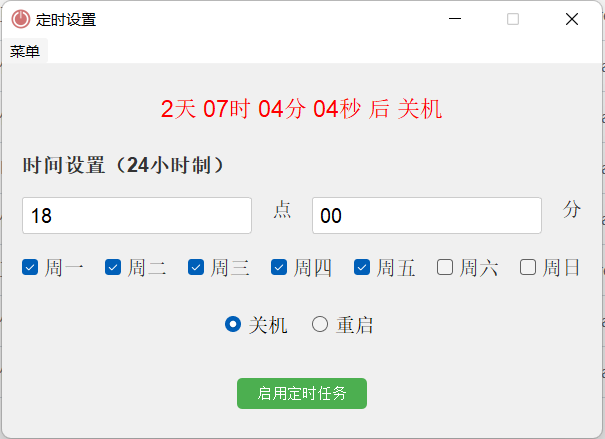 定时设置
菜单
2天 07时 04分 04秒 后 关机
时间设置（24小时制）
18 点 00 分
周一 周二 周三 周四 周五 周六 周日
关机 重启
启用定时任务